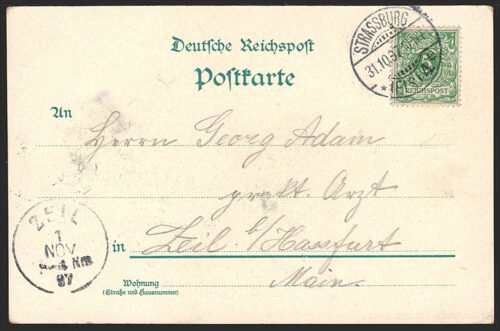 Deutsche Reichspost
Postkarte
STRASSBURG
31.10.97
REICHSPOST
An
Herrn Georg Adam
prakt. Arzt
in Zeil b/Hassfurt
Main.
Wohnung
(Straße und Hausnummer)
ZEIL
1
NOV
Nm
97